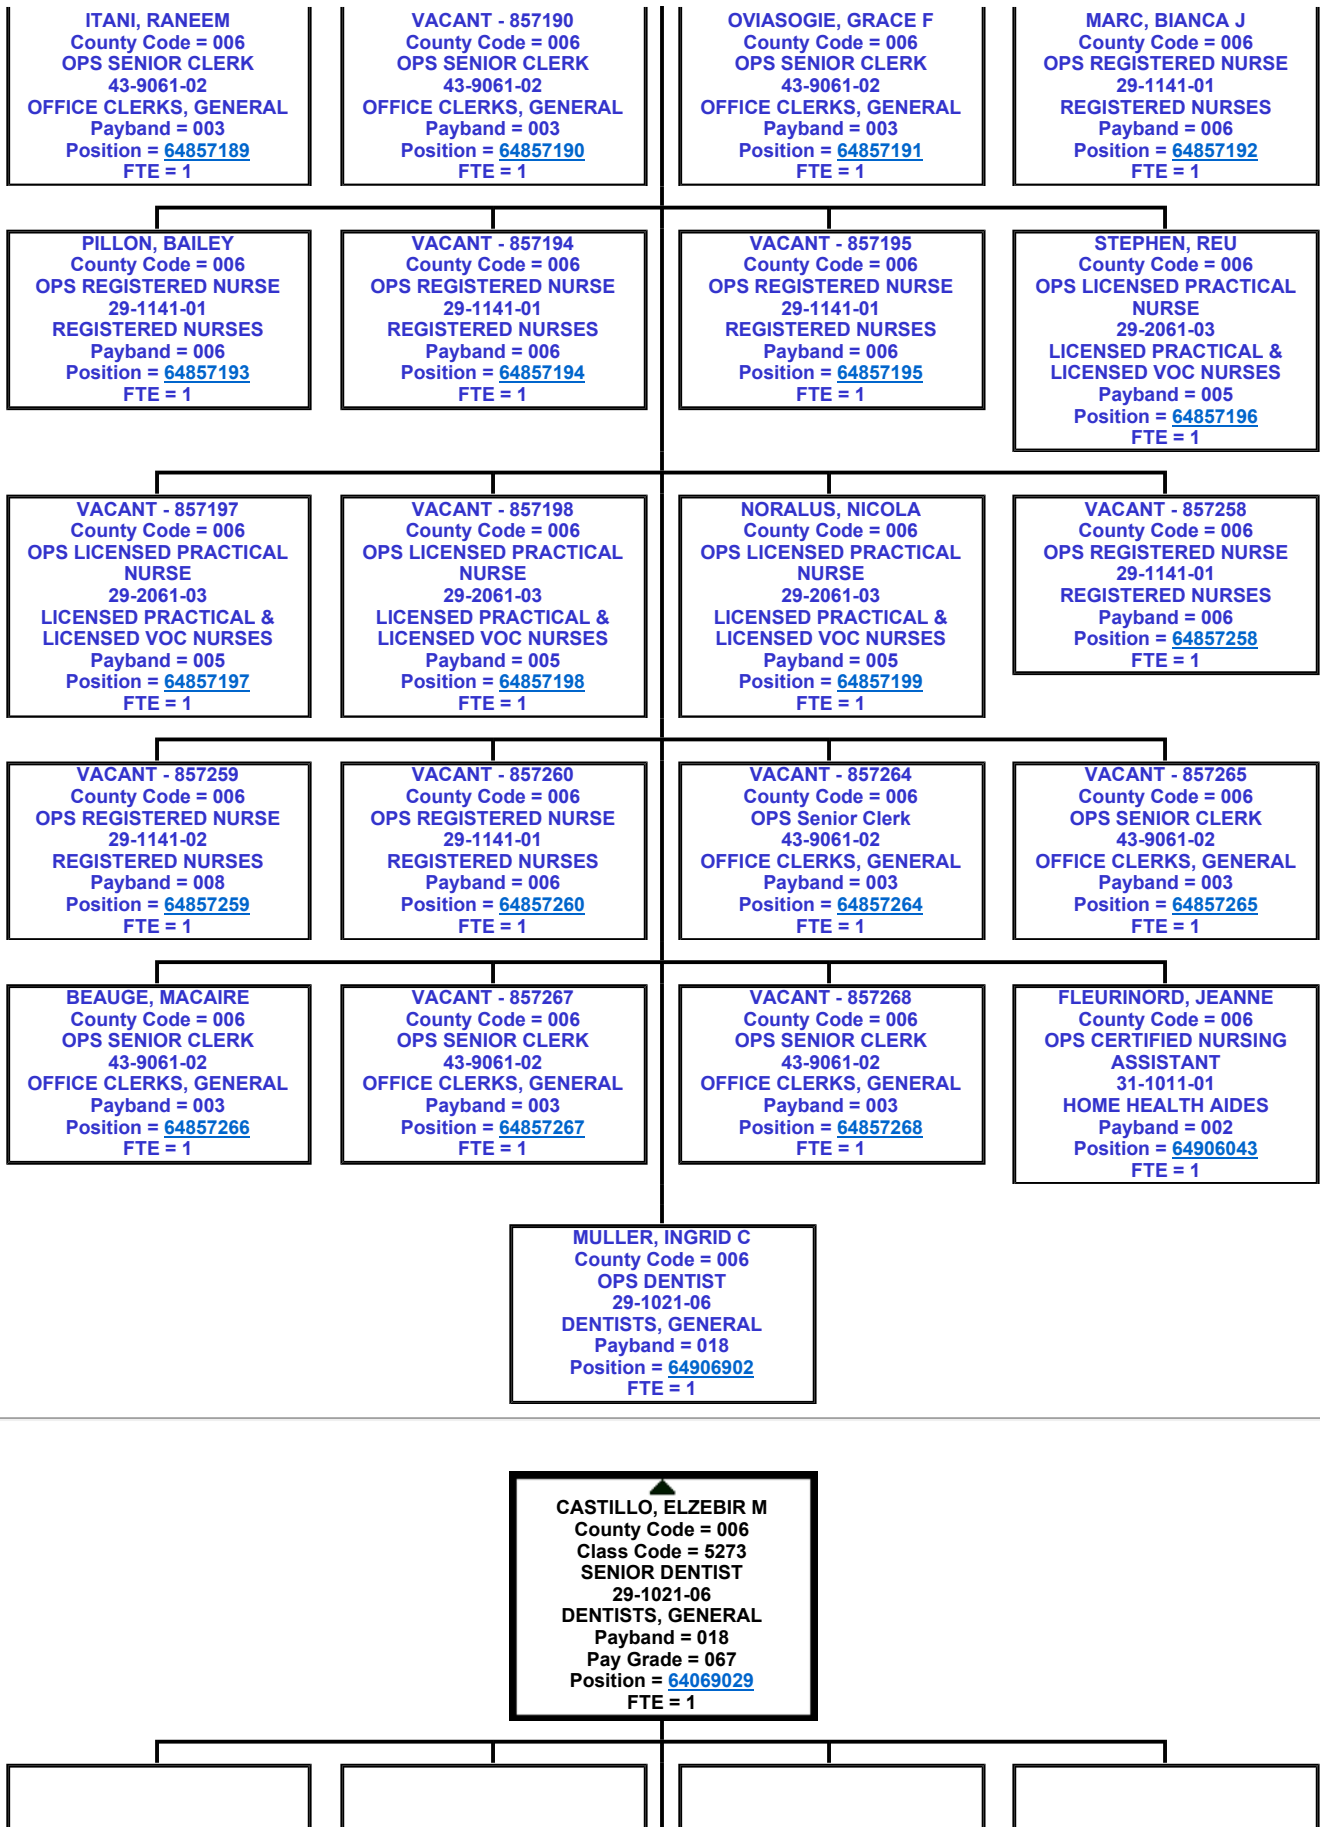 ITANI, RANEEM
County Code = 006
OPS SENIOR CLERK
43-9061-02
OFFICE CLERKS, GENERAL
Payband = 003
Position = 64857189
FTE = 1
VACANT - 857190
County Code = 006
OPS SENIOR CLERK
43-9061-02
OFFICE CLERKS, GENERAL
Payband = 003
Position = 64857190
FTE = 1
OVIASOGIE, GRACE F
County Code = 006
OPS SENIOR CLERK
43-9061-02
OFFICE CLERKS, GENERAL
Payband = 003
Position = 64857191
FTE = 1
MARC, BIANCA J
County Code = 006
OPS REGISTERED NURSE
29-1141-01
REGISTERED NURSES
Payband = 006
Position = 64857192
FTE = 1
PILLON, BAILEY
County Code = 006
OPS REGISTERED NURSE
29-1141-01
REGISTERED NURSES
Payband = 006
Position = 64857193
FTE = 1
VACANT - 857194
County Code = 006
OPS REGISTERED NURSE
29-1141-01
REGISTERED NURSES
Payband = 006
Position = 64857194
FTE = 1
VACANT - 857195
County Code = 006
OPS REGISTERED NURSE
29-1141-01
REGISTERED NURSES
Payband = 006
Position = 64857195
FTE = 1
STEPHEN, REU
County Code = 006
OPS LICENSED PRACTICAL
NURSE
29-2061-03
LICENSED PRACTICAL &
LICENSED VOC NURSES
Payband = 005
Position = 64857196
FTE = 1
VACANT - 857197
County Code = 006
OPS LICENSED PRACTICAL
NURSE
29-2061-03
LICENSED PRACTICAL &
LICENSED VOC NURSES
Payband = 005
Position = 64857197
FTE = 1
VACANT - 857198
County Code = 006
OPS LICENSED PRACTICAL
NURSE
29-2061-03
LICENSED PRACTICAL &
LICENSED VOC NURSES
Payband = 005
Position = 64857198
FTE = 1
NORALUS, NICOLA
County Code = 006
OPS LICENSED PRACTICAL
NURSE
29-2061-03
LICENSED PRACTICAL &
LICENSED VOC NURSES
Payband = 005
Position = 64857199
FTE = 1
VACANT - 857258
County Code = 006
OPS REGISTERED NURSE
29-1141-01
REGISTERED NURSES
Payband = 006
Position = 64857258
FTE = 1
VACANT - 857259
County Code = 006
OPS REGISTERED NURSE
29-1141-02
REGISTERED NURSES
Payband = 008
Position = 64857259
FTE = 1
VACANT - 857260
County Code = 006
OPS REGISTERED NURSE
29-1141-01
REGISTERED NURSES
Payband = 006
Position = 64857260
FTE = 1
VACANT - 857264
County Code = 006
OPS Senior Clerk
43-9061-02
OFFICE CLERKS, GENERAL
Payband = 003
Position = 64857264
FTE = 1
VACANT - 857265
County Code = 006
OPS SENIOR CLERK
43-9061-02
OFFICE CLERKS, GENERAL
Payband = 003
Position = 64857265
FTE = 1
BEAUGE, MACAIRE
County Code = 006
OPS SENIOR CLERK
43-9061-02
OFFICE CLERKS, GENERAL
Payband = 003
Position = 64857266
FTE = 1
VACANT - 857267
County Code = 006
OPS SENIOR CLERK
43-9061-02
OFFICE CLERKS, GENERAL
Payband = 003
Position = 64857267
FTE = 1
VACANT - 857268
County Code = 006
OPS SENIOR CLERK
43-9061-02
OFFICE CLERKS, GENERAL
Payband = 003
Position = 64857268
FTE = 1
FLEURINORD, JEANNE
County Code = 006
OPS CERTIFIED NURSING
ASSISTANT
31-1011-01
HOME HEALTH AIDES
Payband = 002
Position = 64906043
FTE = 1
MULLER, INGRID C
County Code = 006
OPS DENTIST
29-1021-06
DENTISTS, GENERAL
Payband = 018
Position = 64906902
FTE = 1
CASTILLO, ELZEBIR M
County Code = 006
Class Code = 5273
SENIOR DENTIST
29-1021-06
DENTISTS, GENERAL
Payband = 018
Pay Grade = 067
Position = 64069029
FTE = 1